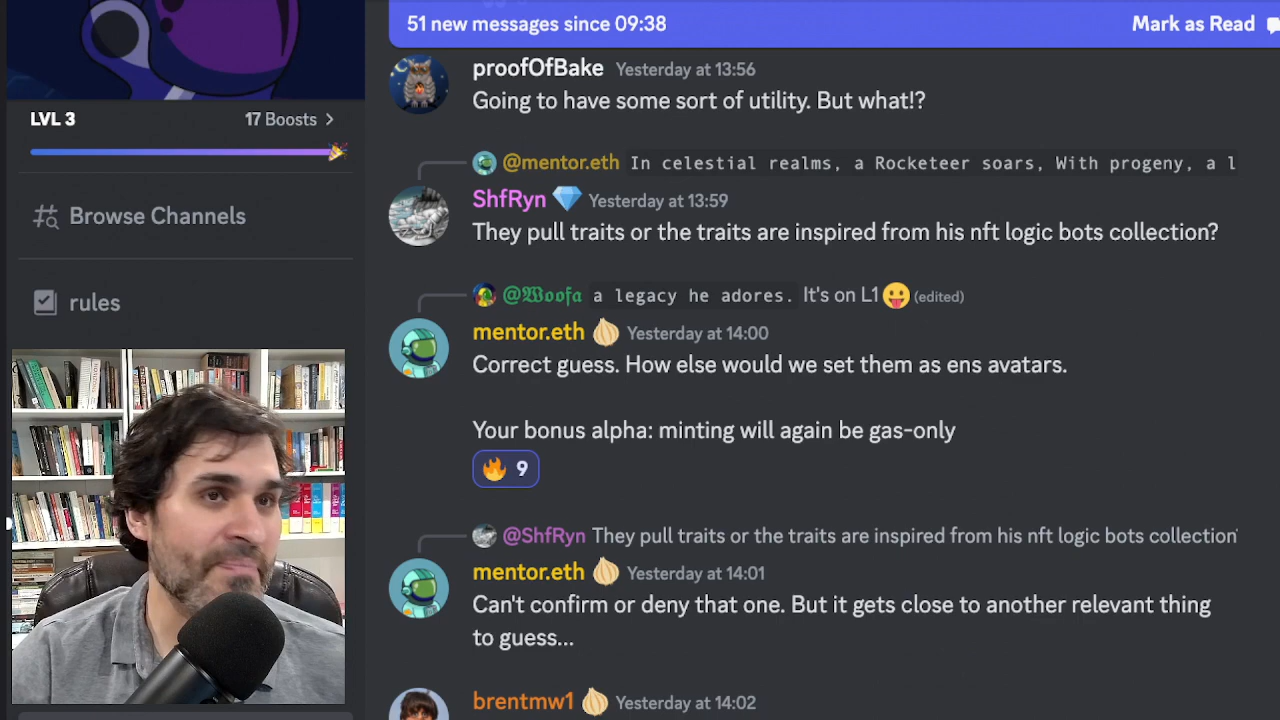 51 new messages since 09:38
Mark as Read
LVL 3
17 Boosts
Browse Channels
rules
proofOfBake Yesterday at 13:56
Going to have some sort of utility. But what!?
@mentor.eth In celestial realms, a Rocketeer soars, With progeny, a l
ShfRyn 💎 Yesterday at 13:59
They pull traits or the traits are inspired from his nft logic bots collection?
@𝖂𝖔𝖔𝖋𝖆 a legacy he adores. It's on L1😛 (edited)
mentor.eth 🧄 Yesterday at 14:00
Correct guess. How else would we set them as ens avatars.
Your bonus alpha: minting will again be gas-only
🔥 9
@ShfRyn They pull traits or the traits are inspired from his nft logic bots collection
mentor.eth 🧄 Yesterday at 14:01
Can't confirm or deny that one. But it gets close to another relevant thing
to guess...
brentmw1 🧄 Yesterday at 14:02